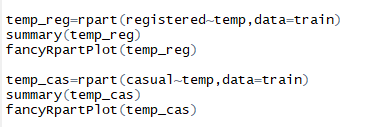 temp_reg=rpart(registered~temp,data=train)
summary(temp_reg)
fancyRpartPlot(temp_reg)
temp_cas=rpart(casual~temp,data=train)
summary(temp_cas)
fancyRpartPlot(temp_cas)